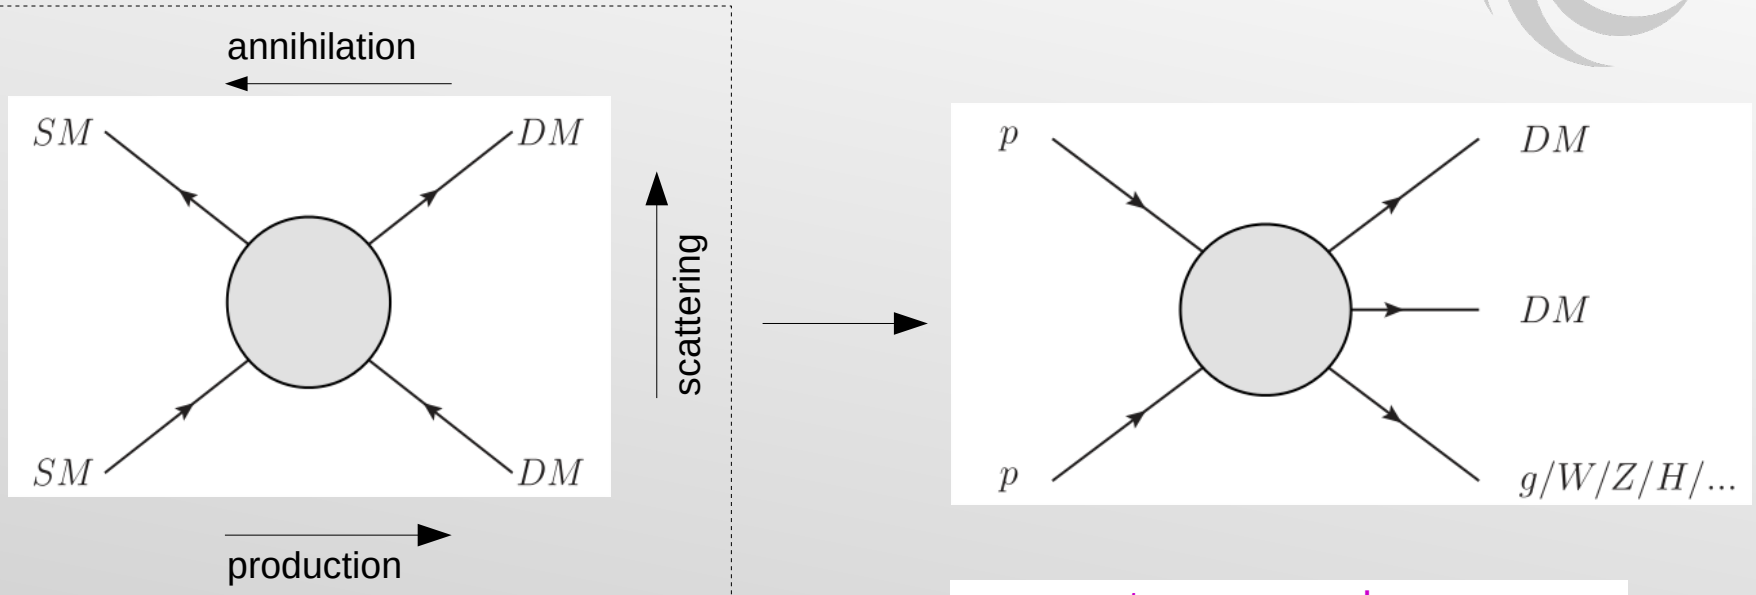 annihilation
SM
DM
scattering
SM
DM
production
p
DM
DM
p
g/W/Z/H/...